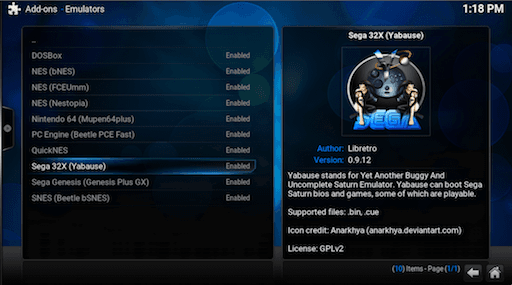 Add-ons · Emulators
1:18 PM
..
DOSBox Enabled
NES (bNES) Enabled
NES (FCEUmm) Enabled
NES (Nestopia) Enabled
Nintendo 64 (Mupen64plus) Enabled
PC Engine (Beetle PCE Fast) Enabled
QuickNES Enabled
Sega 32X (Yabause) Enabled
Sega Genesis (Genesis Plus GX) Enabled
SNES (Beetle bSNES) Enabled
Sega 32X (Yabause)
SEGA
Author: Libretro
Version: 0.9.12
Yabause stands for Yet Another Buggy And
Uncomplete Saturn Emulator. Yabause can boot Sega
Saturn bios and games, some of which are playable.
Supported files: .bin, .cue
Icon credit: Anarkhya (anarkhya.deviantart.com)
License: GPLv2
(10) Items - Page (1/1)